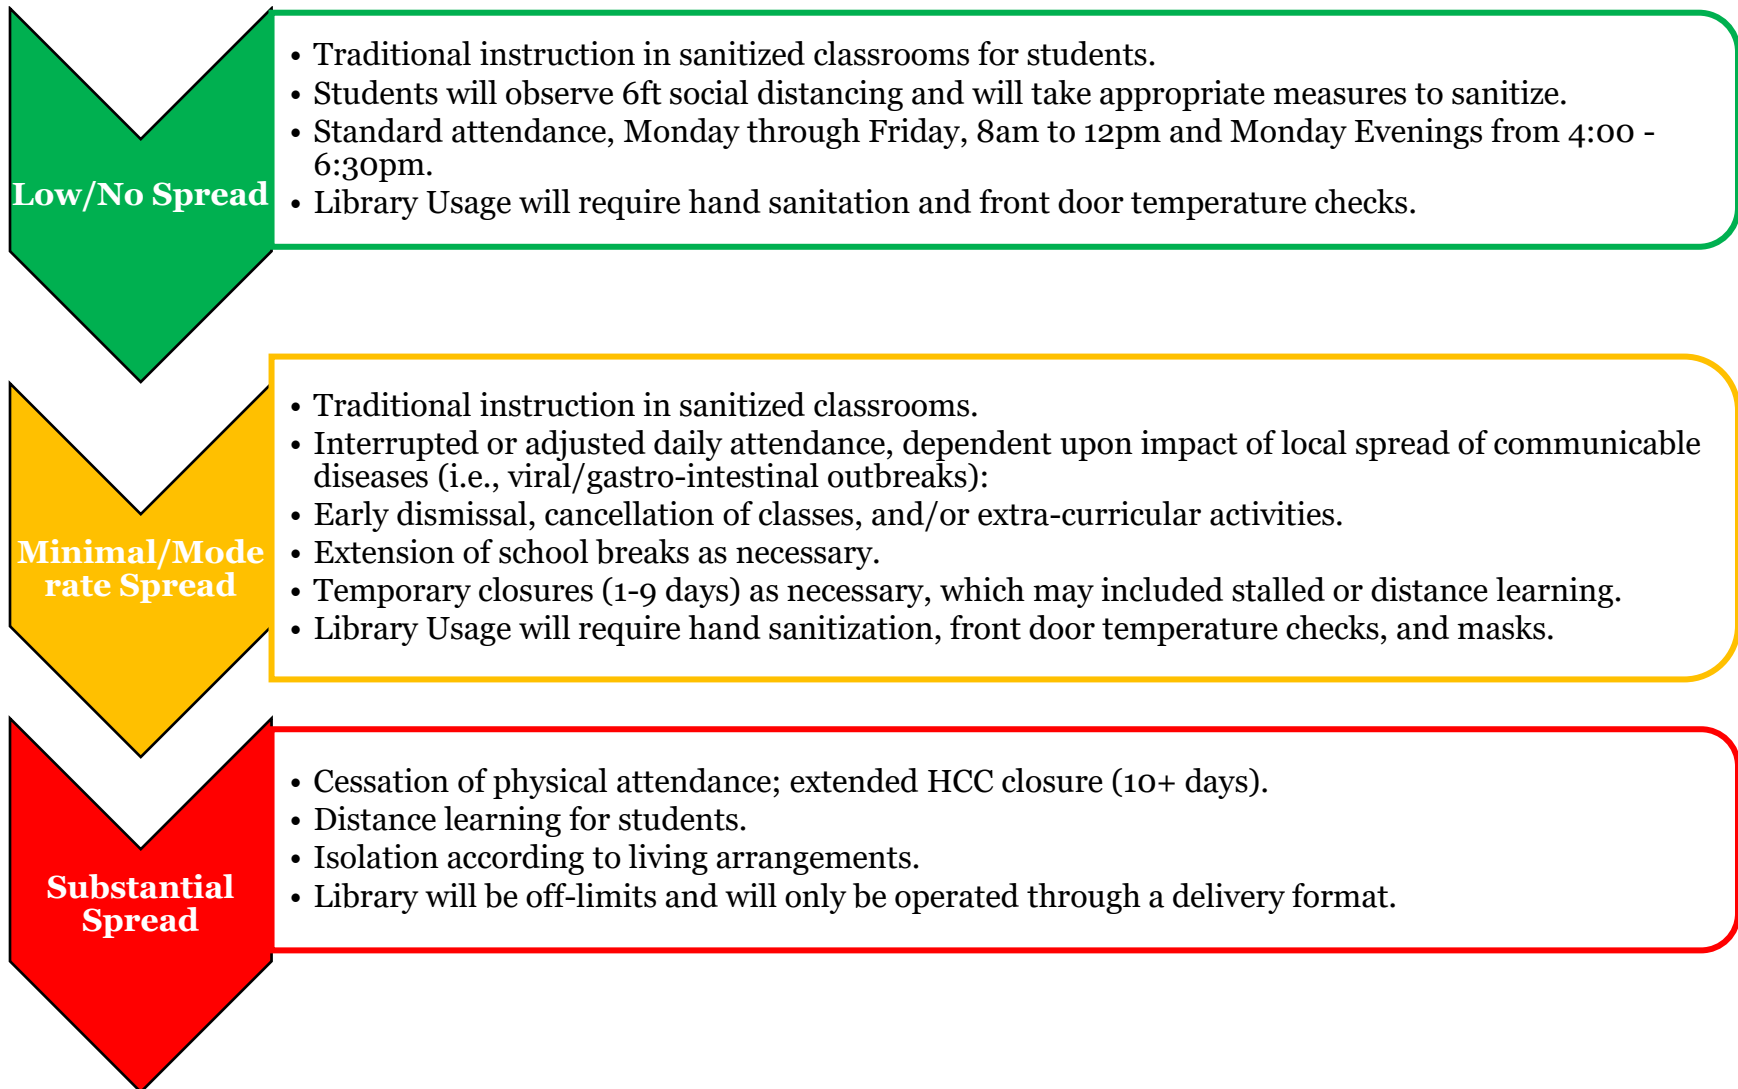 Low/No Spread
• Traditional instruction in sanitized classrooms for students.
• Students will observe 6ft social distancing and will take appropriate measures to sanitize.
• Standard attendance, Monday through Friday, 8am to 12pm and Monday Evenings from 4:00 -
6:30pm.
• Library Usage will require hand sanitation and front door temperature checks.
Minimal/Mode
rate Spread
• Traditional instruction in sanitized classrooms.
• Interrupted or adjusted daily attendance, dependent upon impact of local spread of communicable
diseases (i.e., viral/gastro-intestinal outbreaks):
• Early dismissal, cancellation of classes, and/or extra-curricular activities.
• Extension of school breaks as necessary.
• Temporary closures (1-9 days) as necessary, which may included stalled or distance learning.
• Library Usage will require hand sanitization, front door temperature checks, and masks.
Substantial
Spread
• Cessation of physical attendance; extended HCC closure (10+ days).
• Distance learning for students.
• Isolation according to living arrangements.
• Library will be off-limits and will only be operated through a delivery format.